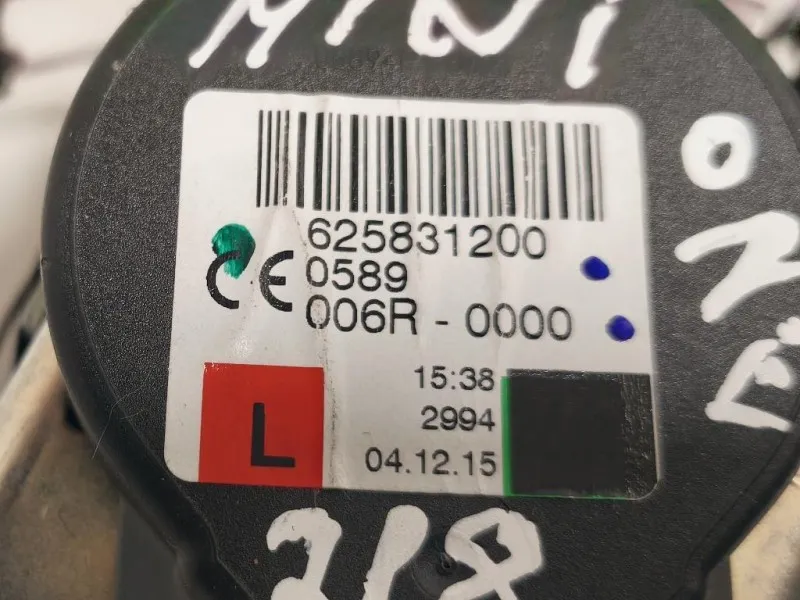 MINI
ONE
625831200
CE 0589
006R - 0000
15:38
2994
L
04.12.15
218